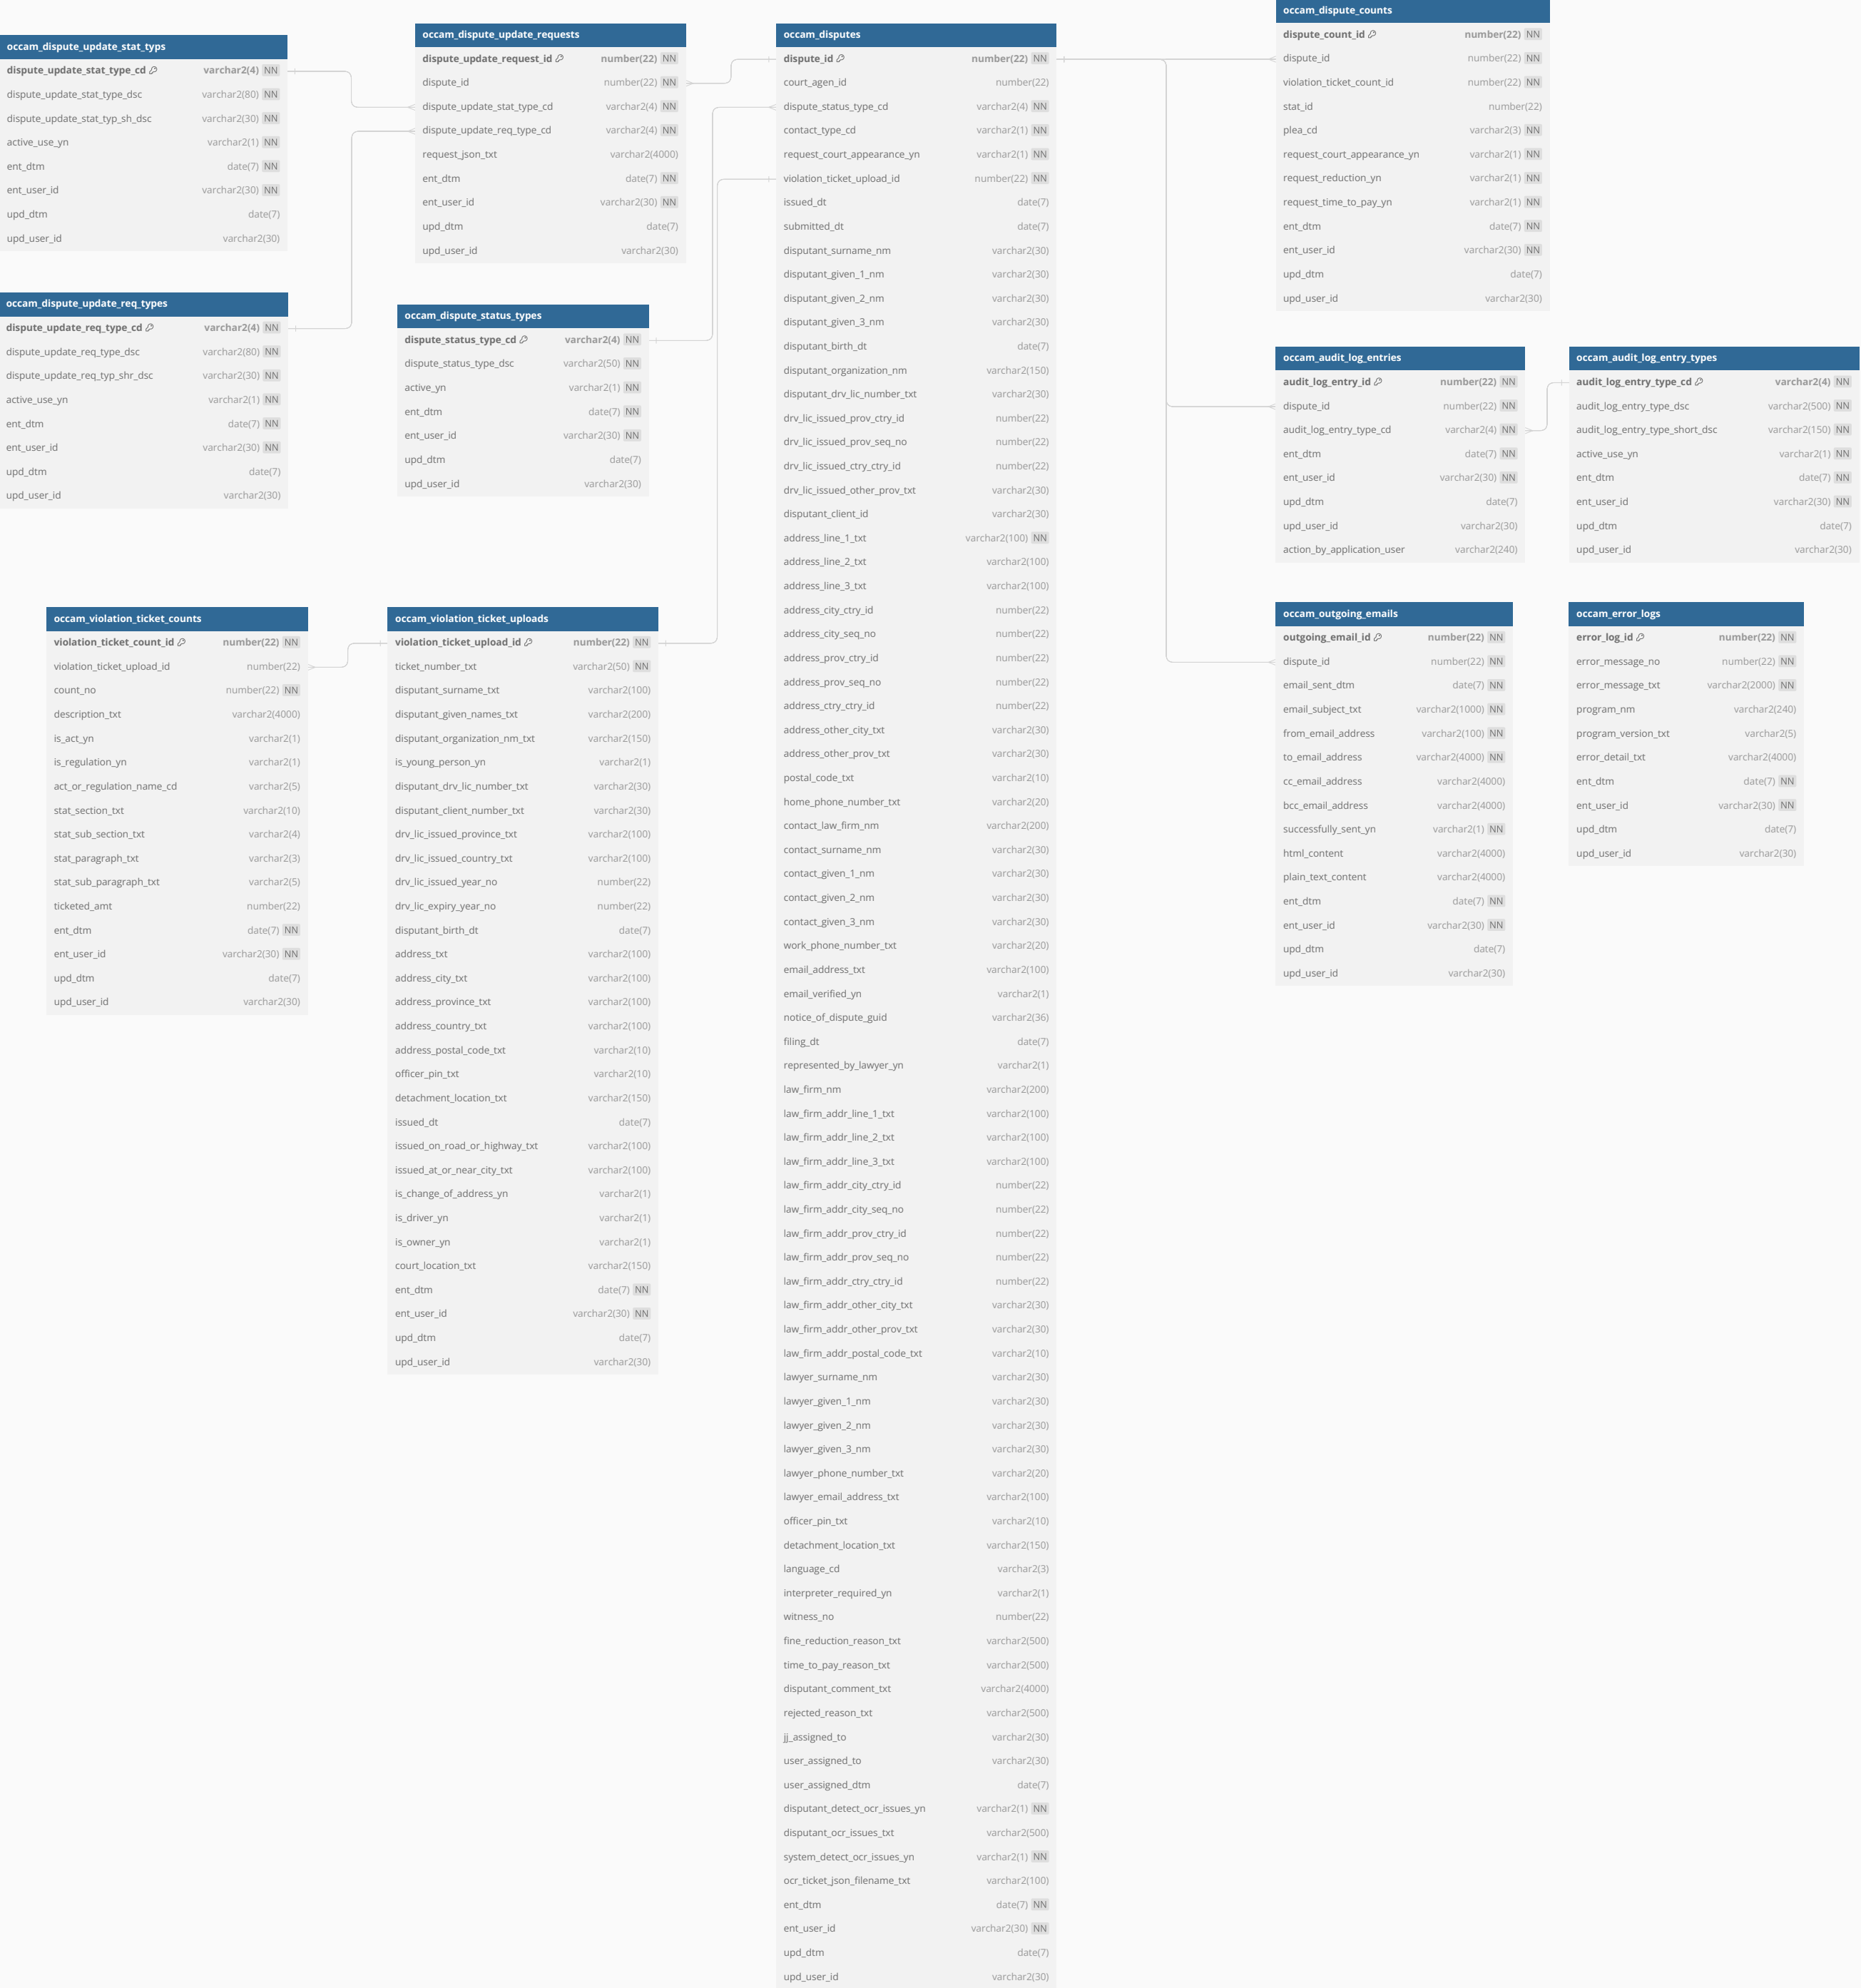 occam_dispute_update_stat_typs
dispute_update_stat_type_cd varchar2(4) NN
dispute_update_stat_type_dsc varchar2(80) NN
dispute_update_stat_typ_sh_dsc varchar2(30) NN
active_use_yn varchar2(1) NN
ent_dtm date(7) NN
ent_user_id varchar2(30) NN
upd_dtm date(7)
upd_user_id varchar2(30)
occam_dispute_update_req_types
dispute_update_req_type_cd varchar2(4) NN
dispute_update_req_type_dsc varchar2(80) NN
dispute_update_req_typ_shr_dsc varchar2(30) NN
active_use_yn varchar2(1) NN
ent_dtm date(7) NN
ent_user_id varchar2(30) NN
upd_dtm date(7)
upd_user_id varchar2(30)
occam_dispute_update_requests
dispute_update_request_id number(22) NN
dispute_id number(22) NN
dispute_update_stat_type_cd varchar2(4) NN
dispute_update_req_type_cd varchar2(4) NN
request_json_txt varchar2(4000)
ent_dtm date(7) NN
ent_user_id varchar2(30) NN
upd_dtm date(7)
upd_user_id varchar2(30)
occam_dispute_status_types
dispute_status_type_cd varchar2(4) NN
dispute_status_type_dsc varchar2(50) NN
active_yn varchar2(1) NN
ent_dtm date(7) NN
ent_user_id varchar2(30) NN
upd_dtm date(7)
upd_user_id varchar2(30)
occam_violation_ticket_counts
violation_ticket_count_id number(22) NN
violation_ticket_upload_id number(22)
count_no number(22) NN
description_txt varchar2(4000)
is_act_yn varchar2(1)
is_regulation_yn varchar2(1)
act_or_regulation_name_cd varchar2(5)
stat_section_txt varchar2(10)
stat_sub_section_txt varchar2(4)
stat_paragraph_txt varchar2(3)
stat_sub_paragraph_txt varchar2(5)
ticketed_amt number(22)
ent_dtm date(7) NN
ent_user_id varchar2(30) NN
upd_dtm date(7)
upd_user_id varchar2(30)
occam_violation_ticket_uploads
violation_ticket_upload_id number(22) NN
ticket_number_txt varchar2(50) NN
disputant_surname_txt varchar2(100)
disputant_given_names_txt varchar2(200)
disputant_organization_nm_txt varchar2(150)
is_young_person_yn varchar2(1)
disputant_drv_lic_number_txt varchar2(30)
disputant_client_number_txt varchar2(30)
drv_lic_issued_province_txt varchar2(100)
drv_lic_issued_country_txt varchar2(100)
drv_lic_issued_year_no number(22)
drv_lic_expiry_year_no number(22)
disputant_birth_dt date(7)
address_txt varchar2(100)
address_city_txt varchar2(100)
address_province_txt varchar2(100)
address_country_txt varchar2(100)
address_postal_code_txt varchar2(10)
officer_pin_txt varchar2(10)
detachment_location_txt varchar2(150)
issued_dt date(7)
issued_on_road_or_highway_txt varchar2(100)
issued_at_or_near_city_txt varchar2(100)
is_change_of_address_yn varchar2(1)
is_driver_yn varchar2(1)
is_owner_yn varchar2(1)
court_location_txt varchar2(150)
ent_dtm date(7) NN
ent_user_id varchar2(30) NN
upd_dtm date(7)
upd_user_id varchar2(30)
occam_disputes
dispute_id number(22) NN
court_agen_id number(22)
dispute_status_type_cd varchar2(4) NN
contact_type_cd varchar2(1) NN
request_court_appearance_yn varchar2(1) NN
violation_ticket_upload_id number(22) NN
issued_dt date(7)
submitted_dt date(7)
disputant_surname_nm varchar2(30)
disputant_given_1_nm varchar2(30)
disputant_given_2_nm varchar2(30)
disputant_given_3_nm varchar2(30)
disputant_birth_dt date(7)
disputant_organization_nm varchar2(150)
disputant_drv_lic_number_txt varchar2(30)
drv_lic_issued_prov_ctry_id number(22)
drv_lic_issued_prov_seq_no number(22)
drv_lic_issued_ctry_ctry_id number(22)
drv_lic_issued_other_prov_txt varchar2(30)
disputant_client_id varchar2(30)
address_line_1_txt varchar2(100) NN
address_line_2_txt varchar2(100)
address_line_3_txt varchar2(100)
address_city_ctry_id number(22)
address_city_seq_no number(22)
address_prov_ctry_id number(22)
address_prov_seq_no number(22)
address_ctry_ctry_id number(22)
address_other_city_txt varchar2(30)
address_other_prov_txt varchar2(30)
postal_code_txt varchar2(10)
home_phone_number_txt varchar2(20)
contact_law_firm_nm varchar2(200)
contact_surname_nm varchar2(30)
contact_given_1_nm varchar2(30)
contact_given_2_nm varchar2(30)
contact_given_3_nm varchar2(30)
work_phone_number_txt varchar2(20)
email_address_txt varchar2(100)
email_verified_yn varchar2(1)
notice_of_dispute_guid varchar2(36)
filing_dt date(7)
represented_by_lawyer_yn varchar2(1)
law_firm_nm varchar2(200)
law_firm_addr_line_1_txt varchar2(100)
law_firm_addr_line_2_txt varchar2(100)
law_firm_addr_line_3_txt varchar2(100)
law_firm_addr_city_ctry_id number(22)
law_firm_addr_city_seq_no number(22)
law_firm_addr_prov_ctry_id number(22)
law_firm_addr_prov_seq_no number(22)
law_firm_addr_ctry_ctry_id number(22)
law_firm_addr_other_city_txt varchar2(30)
law_firm_addr_other_prov_txt varchar2(30)
law_firm_addr_postal_code_txt varchar2(10)
lawyer_surname_nm varchar2(30)
lawyer_given_1_nm varchar2(30)
lawyer_given_2_nm varchar2(30)
lawyer_given_3_nm varchar2(30)
lawyer_phone_number_txt varchar2(20)
lawyer_email_address_txt varchar2(100)
officer_pin_txt varchar2(10)
detachment_location_txt varchar2(150)
language_cd varchar2(3)
interpreter_required_yn varchar2(1)
witness_no number(22)
fine_reduction_reason_txt varchar2(500)
time_to_pay_reason_txt varchar2(500)
disputant_comment_txt varchar2(4000)
rejected_reason_txt varchar2(500)
jj_assigned_to varchar2(30)
user_assigned_to varchar2(30)
user_assigned_dtm date(7)
disputant_detect_ocr_issues_yn varchar2(1) NN
disputant_ocr_issues_txt varchar2(500)
system_detect_ocr_issues_yn varchar2(1) NN
ocr_ticket_json_filename_txt varchar2(100)
ent_dtm date(7) NN
ent_user_id varchar2(30) NN
upd_dtm date(7)
upd_user_id varchar2(30)
occam_dispute_counts
dispute_count_id number(22) NN
dispute_id number(22) NN
violation_ticket_count_id number(22) NN
stat_id number(22)
plea_cd varchar2(3) NN
request_court_appearance_yn varchar2(1) NN
request_reduction_yn varchar2(1) NN
request_time_to_pay_yn varchar2(1) NN
ent_dtm date(7) NN
ent_user_id varchar2(30) NN
upd_dtm date(7)
upd_user_id varchar2(30)
occam_audit_log_entries
audit_log_entry_id number(22) NN
dispute_id number(22) NN
audit_log_entry_type_cd varchar2(4) NN
ent_dtm date(7) NN
ent_user_id varchar2(30) NN
upd_dtm date(7)
upd_user_id varchar2(30)
action_by_application_user varchar2(240)
occam_audit_log_entry_types
audit_log_entry_type_cd varchar2(4) NN
audit_log_entry_type_dsc varchar2(500) NN
audit_log_entry_type_short_dsc varchar2(150) NN
active_use_yn varchar2(1) NN
ent_dtm date(7) NN
ent_user_id varchar2(30) NN
upd_dtm date(7)
upd_user_id varchar2(30)
occam_outgoing_emails
outgoing_email_id number(22) NN
dispute_id number(22) NN
email_sent_dtm date(7) NN
email_subject_txt varchar2(1000) NN
from_email_address varchar2(100) NN
to_email_address varchar2(4000) NN
cc_email_address varchar2(4000)
bcc_email_address varchar2(4000)
successfully_sent_yn varchar2(1) NN
html_content varchar2(4000)
plain_text_content varchar2(4000)
ent_dtm date(7) NN
ent_user_id varchar2(30) NN
upd_dtm date(7)
upd_user_id varchar2(30)
occam_error_logs
error_log_id number(22) NN
error_message_no number(22) NN
error_message_txt varchar2(2000) NN
program_nm varchar2(240)
program_version_txt varchar2(5)
error_detail_txt varchar2(4000)
ent_dtm date(7) NN
ent_user_id varchar2(30) NN
upd_dtm date(7)
upd_user_id varchar2(30)